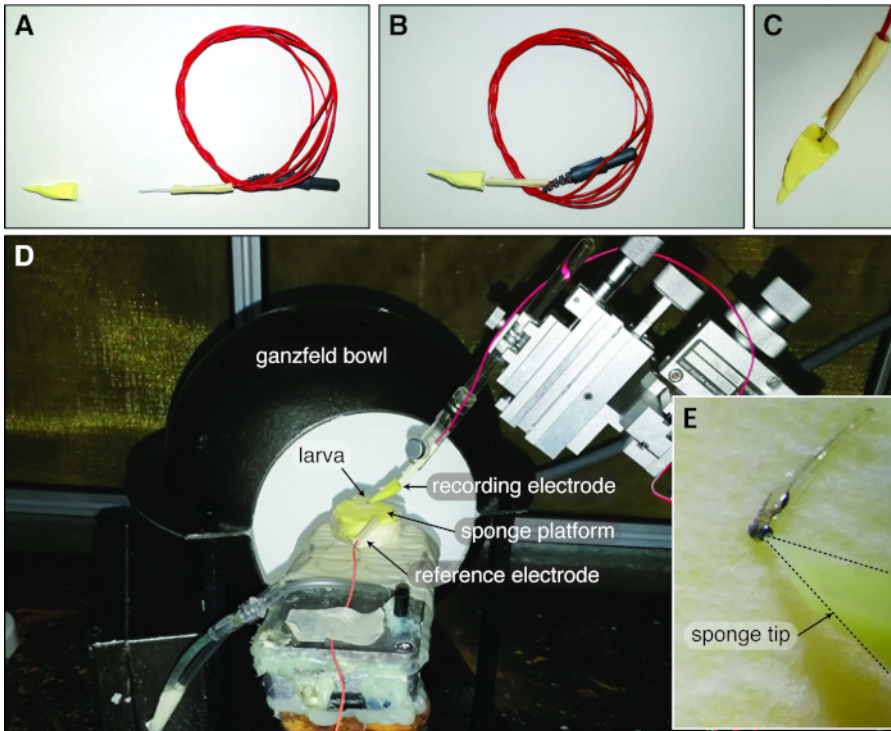 A
B
C
D
ganzfeld bowl
larva
recording electrode
sponge platform
reference electrode
E
sponge tip